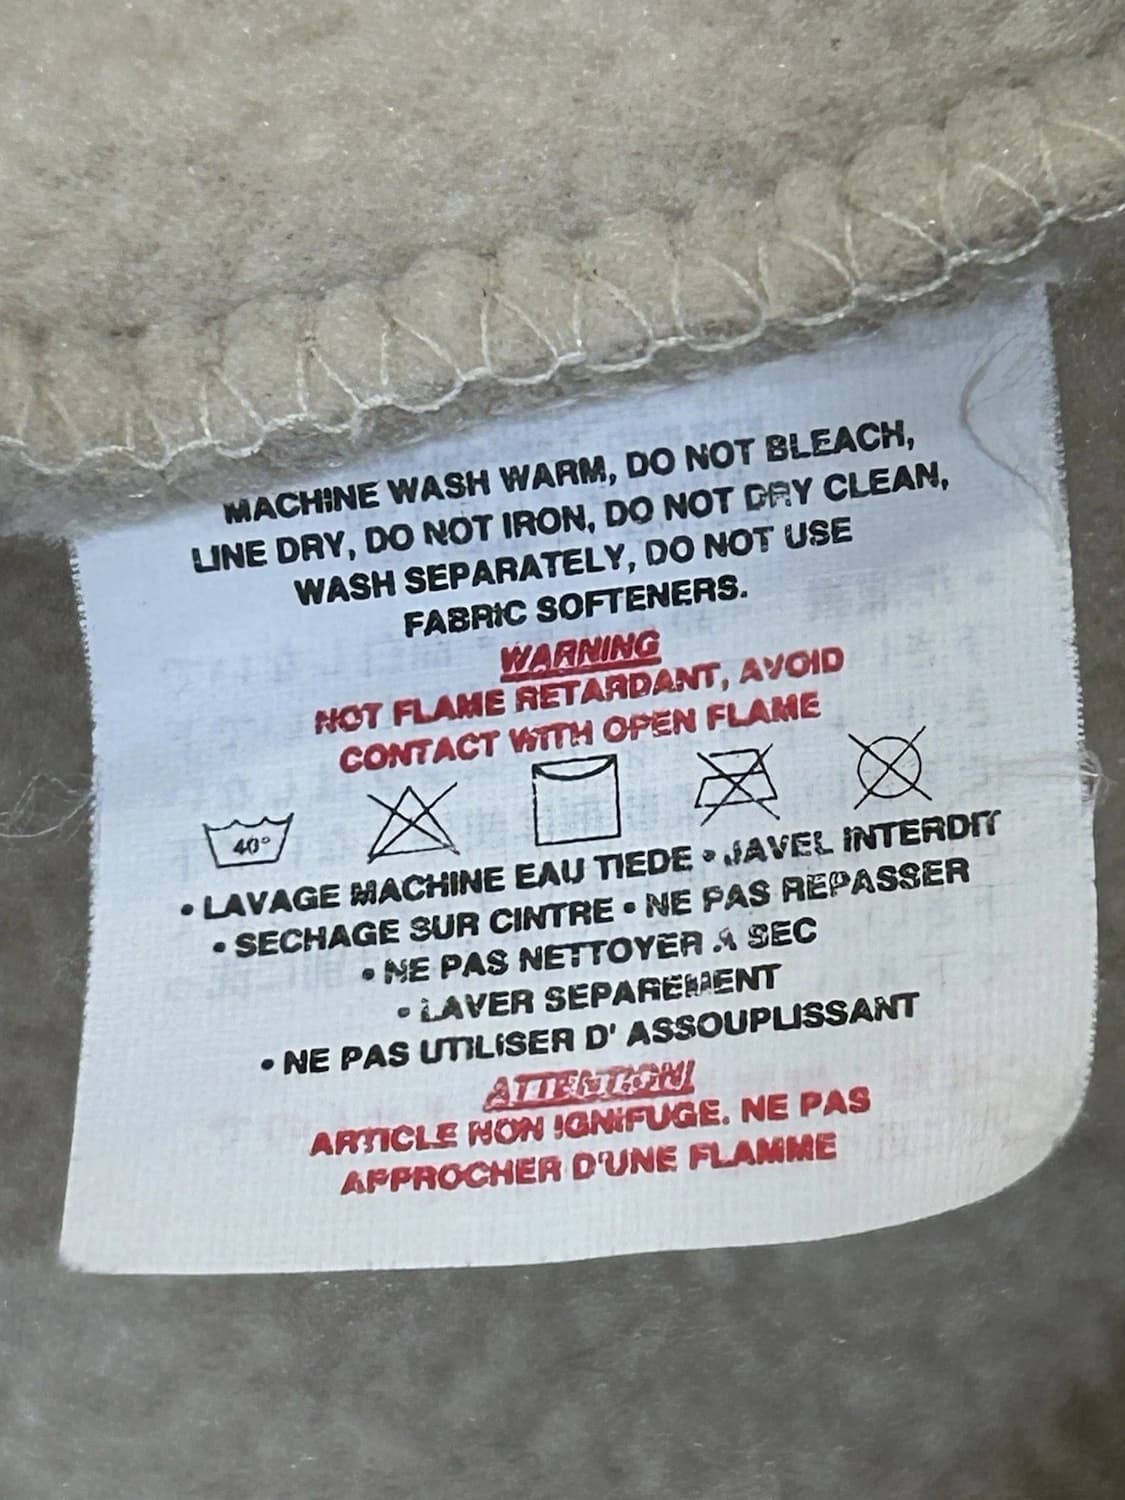 MACHINE WASH WARM, DO NOT BLEACH,
LINE DRY, DO NOT IRON, DO NOT DRY CLEAN,
WASH SEPARATELY, DO NOT USE
FABRIC SOFTENERS.
WARNING
NOT FLAME RETARDANT, AVOID
CONTACT WITH OPEN FLAME
40°
• LAVAGE MACHINE EAU TIEDE • JAVEL INTERDIT
• SECHAGE SUR CINTRE • NE PAS REPASSER
• NE PAS NETTOYER A SEC
• LAVER SEPAREMENT
• NE PAS UTILISER D' ASSOUPLISSANT
ATTENTION!
ARTICLE NON IGNIFUGE. NE PAS
APPROCHER D'UNE FLAMME